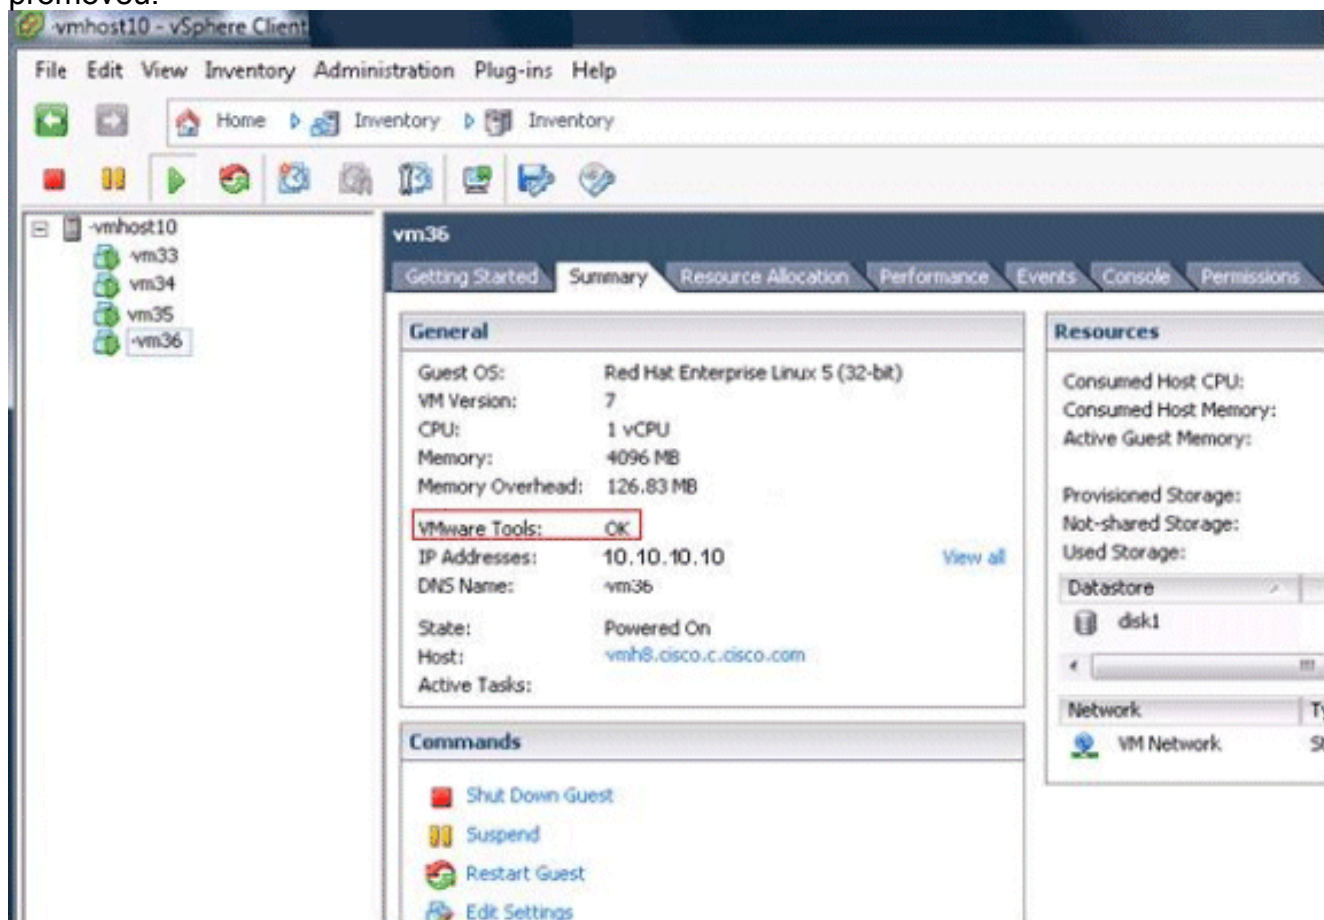 vmhost10 - vSphere Client
File Edit View Inventory Administration Plug-ins Help
Home Inventory Inventory
-vmhost10
-vm33
vm34
vm35
-vm36
vm36
Getting Started Summary Resource Allocation Performance Events Console Permissions
General
Guest OS: Red Hat Enterprise Linux 5 (32-bit)
VM Version: 7
CPU: 1 vCPU
Memory: 4096 MB
Memory Overhead: 126.83 MB
VMware Tools: OK
IP Addresses: 10.10.10.10 View all
DNS Name: vm36
State: Powered On
Host: vmh8.cisco.c.cisco.com
Active Tasks:
Commands
Shut Down Guest
Suspend
Restart Guest
Edit Settings
Resources
Consumed Host CPU:
Consumed Host Memory:
Active Guest Memory:
Provisioned Storage:
Not-shared Storage:
Used Storage:
Datastore
disk1
Network
VM Network